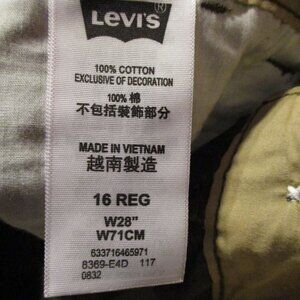 LEVI'S
100% COTTON
EXCLUSIVE OF DECORATION
100% 棉
不包括裝飾部分
MADE IN VIETNAM
越南製造
16 REG
W28"
W71CM
633716465971
8369-E4D 117
0832